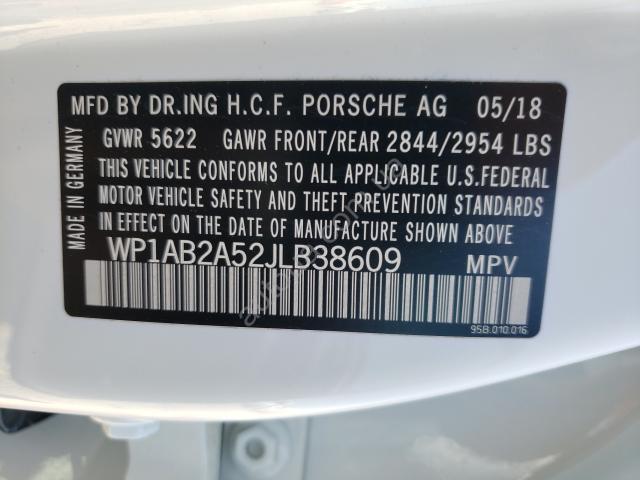 MADE IN GERMANY
MFD BY DR.ING H.C.F. PORSCHE AG 05/18
GVWR 5622 GAWR FRONT/REAR 2844/2954 LBS
THIS VEHICLE CONFORMS TO ALL APPLICABLE U.S.FEDERAL
MOTOR VEHICLE SAFETY AND THEFT PREVENTION STANDARDS
IN EFFECT ON THE DATE OF MANUFACTURE SHOWN ABOVE
WP1AB2A52JLB38609 MPV
95B.010.016